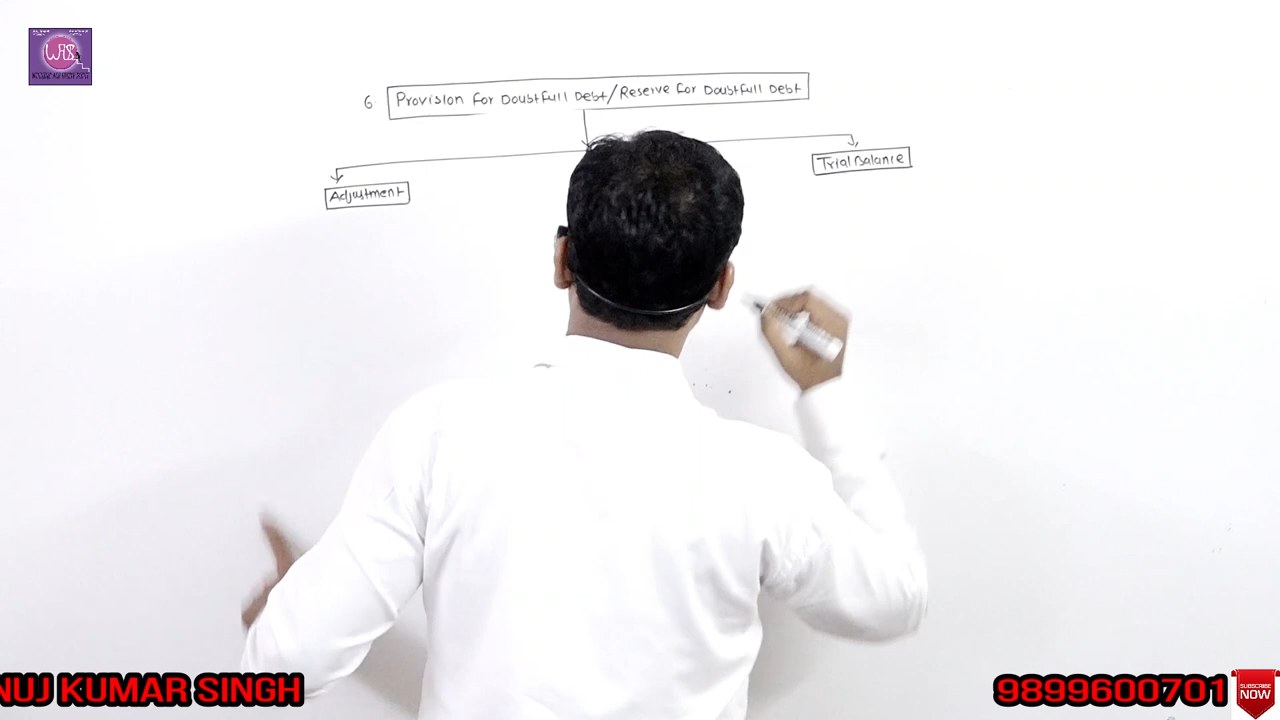 6. Provision for Doubtfull Debt/Reserve for Doubtfull Debt
Adjustment
Trial Balance
NUJ KUMAR SINGH
9899600701
SUBSCRIBE
NOW